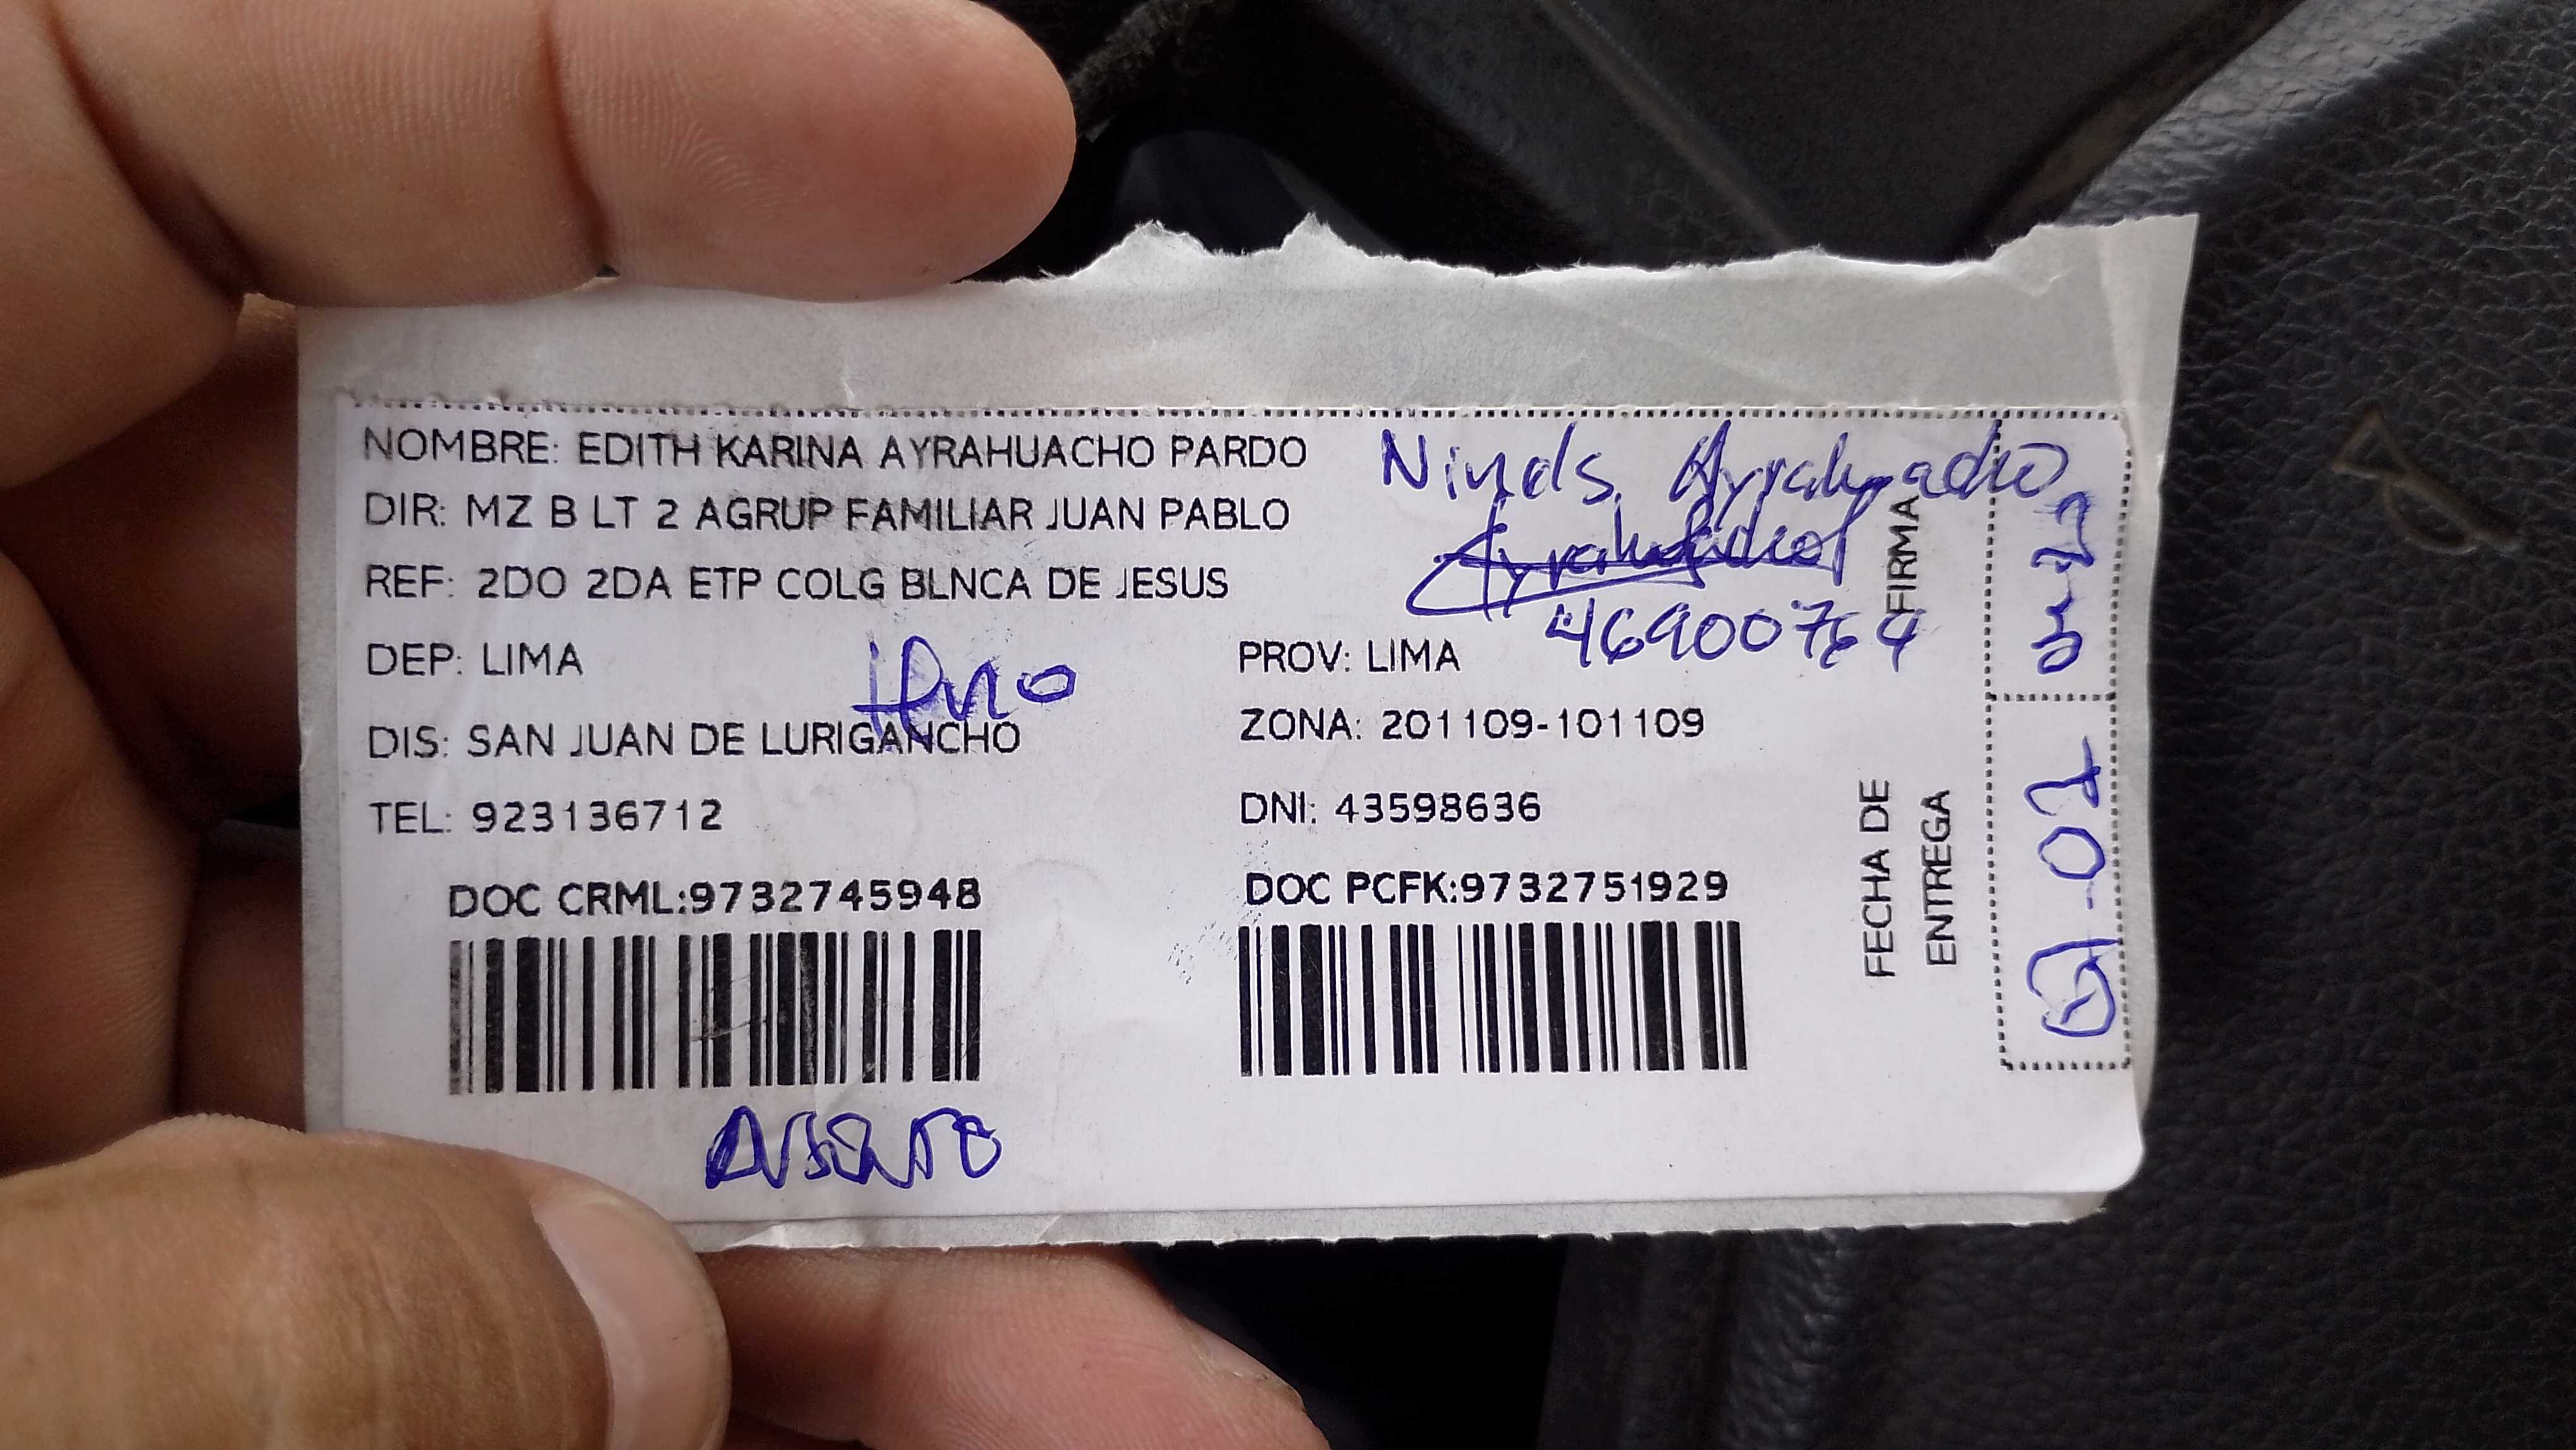 NOMBRE: EDITH KARINA AYRAHUACHO PARDO
DIR: MZ B LT 2 AGRUP FAMILIAR JUAN PABLO
REF: 2DO 2DA ETP COLG BLNCA DE JESUS
DEP: LIMA
PROV: LIMA
DIS: SAN JUAN DE LURIGANCHO
ZONA: 201109-101109
TEL: 923136712
DNI: 43598636
DOC CRML:9732745948
DOC PCFK:9732751929
Ayrahuacho
46900764
FIRMA
FECHA DE
ENTREGA